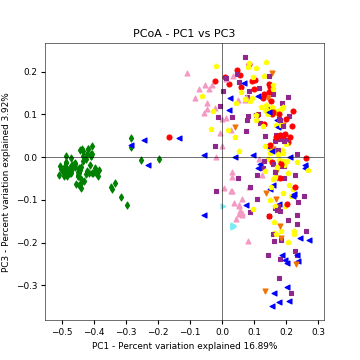 PCoA - PC1 vs PC3
PC3 - Percent variation explained 3.92%
0.2
0.1
0.0
−0.1
−0.2
−0.3
−0.5 −0.4 −0.3 −0.2 −0.1 0.0 0.1 0.2 0.3
PC1 - Percent variation explained 16.89%